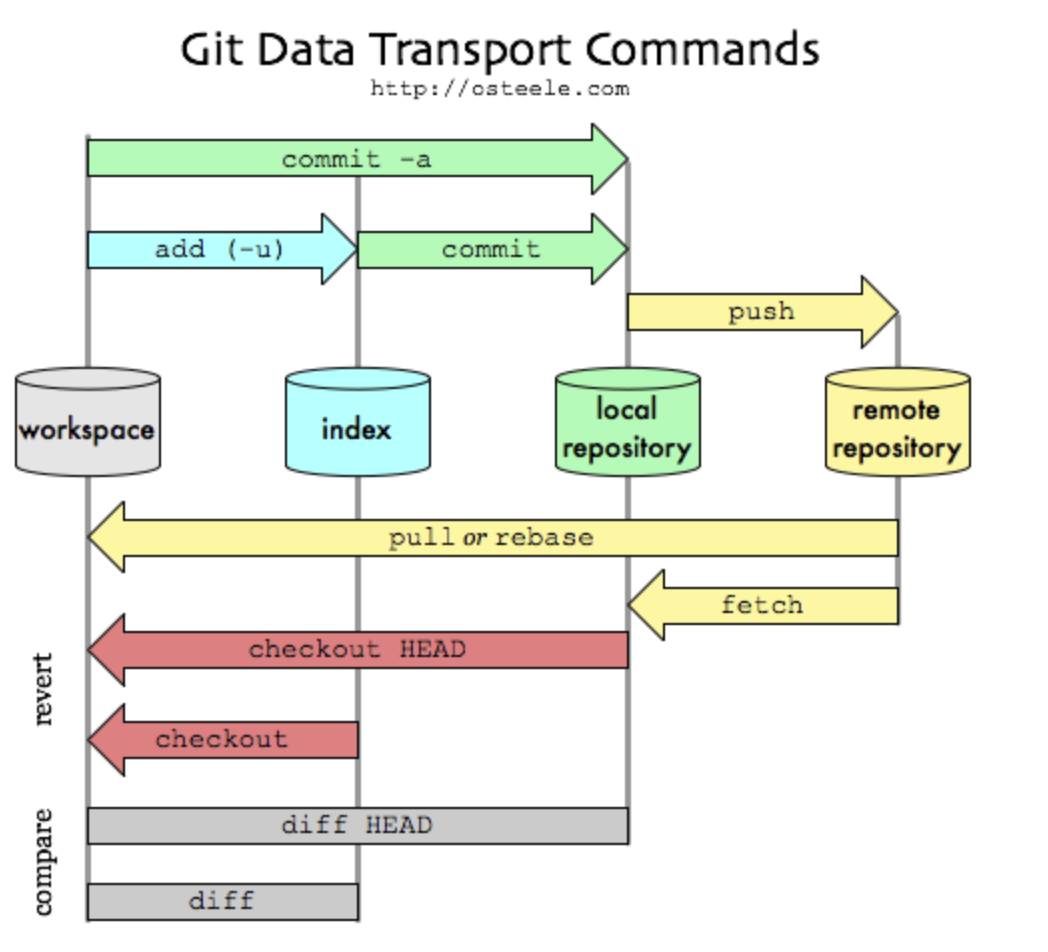 Git Data Transport Commands
http://osteele.com
commit -a
add (-u)
commit
push
workspace
index
local
repository
remote
repository
pull or rebase
fetch
revert
checkout HEAD
checkout
compare
diff HEAD
diff